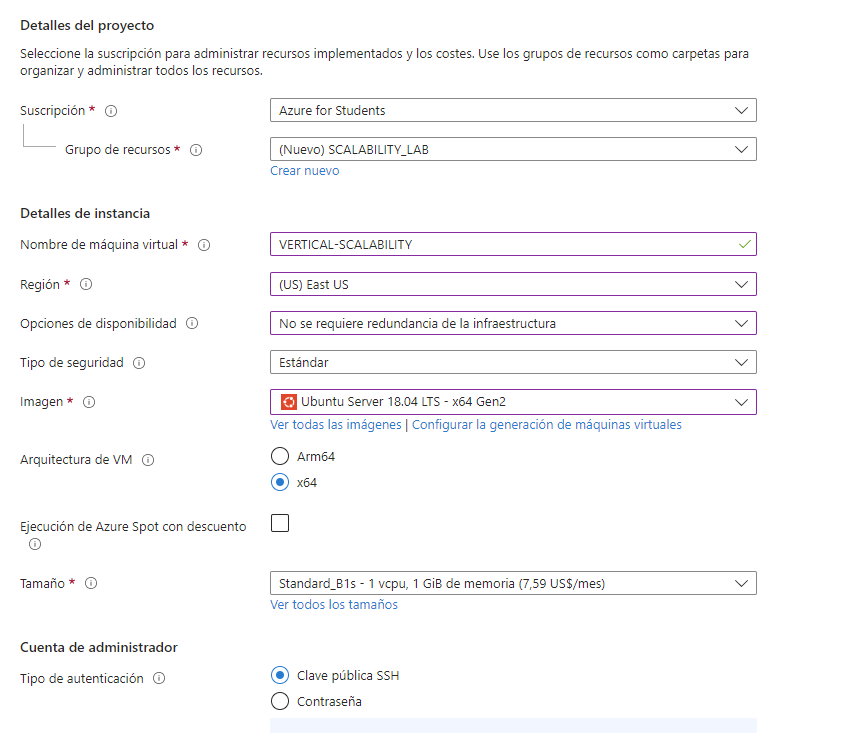 Detalles del proyecto
Seleccione la suscripción para administrar recursos implementados y los costes. Use los grupos de recursos como carpetas para
organizar y administrar todos los recursos.
Suscripción *
Azure for Students
Grupo de recursos *
(Nuevo) SCALABILITY_LAB
Crear nuevo
Detalles de instancia
Nombre de máquina virtual *
VERTICAL-SCALABILITY
Región *
(US) East US
Opciones de disponibilidad
No se requiere redundancia de la infraestructura
Tipo de seguridad
Estándar
Imagen *
Ubuntu Server 18.04 LTS - x64 Gen2
Ver todas las imágenes | Configurar la generación de máquinas virtuales
Arquitectura de VM
Arm64
x64
Ejecución de Azure Spot con descuento
Tamaño *
Standard_B1s - 1 vcpu, 1 GiB de memoria (7,59 US$/mes)
Ver todos los tamaños
Cuenta de administrador
Tipo de autenticación
Clave pública SSH
Contraseña